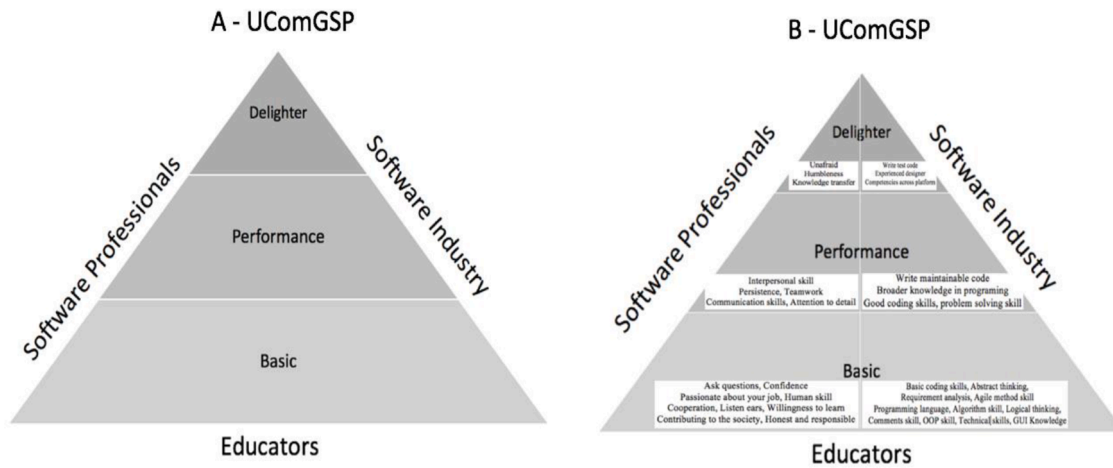 A - UComGSP
Delighter
Performance
Basic
Software Professionals
Software Industry
Educators
B - UComGSP
Delighter
Unafraid
Humbleness
Knowledge transfer
Write test code
Experienced designer
Competencies across platform
Performance
Interpersonal skill
Persistence, Teamwork
Communication skills, Attention to detail
Write maintainable code
Broader knowledge in programing
Good coding skills, problem solving skill
Basic
Ask questions, Confidence
Passionate about your job, Human skill
Cooperation, Listen ears, Willingness to learn
Contributing to the society, Honest and responsible
Basic coding skills, Abstract thinking,
Requirement analysis, Agile method skill
Programming language, Algorithm skill, Logical thinking,
Comments skill, OOP skill, Technical skills, GUI Knowledge
Software Professionals
Software Industry
Educators